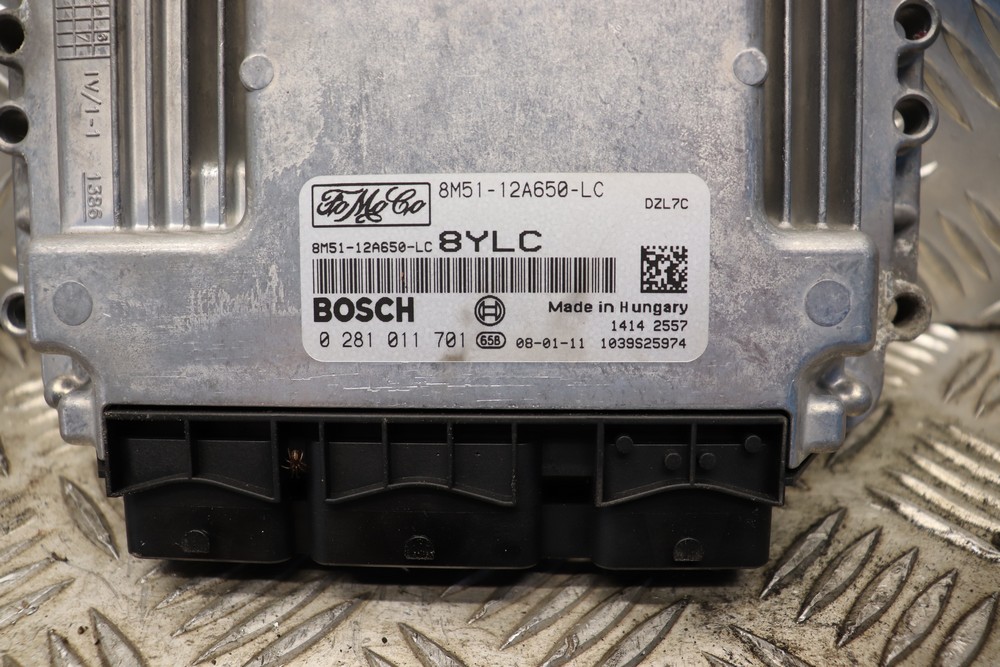 IV/1-1
1386
FoMoCo
8M51-12A650-LC
DZL7C
8M51-12A650-LC 8YLC
BOSCH
Made in Hungary
1414 2557
0 281 011 701 65B 08-01-11 1039S25974